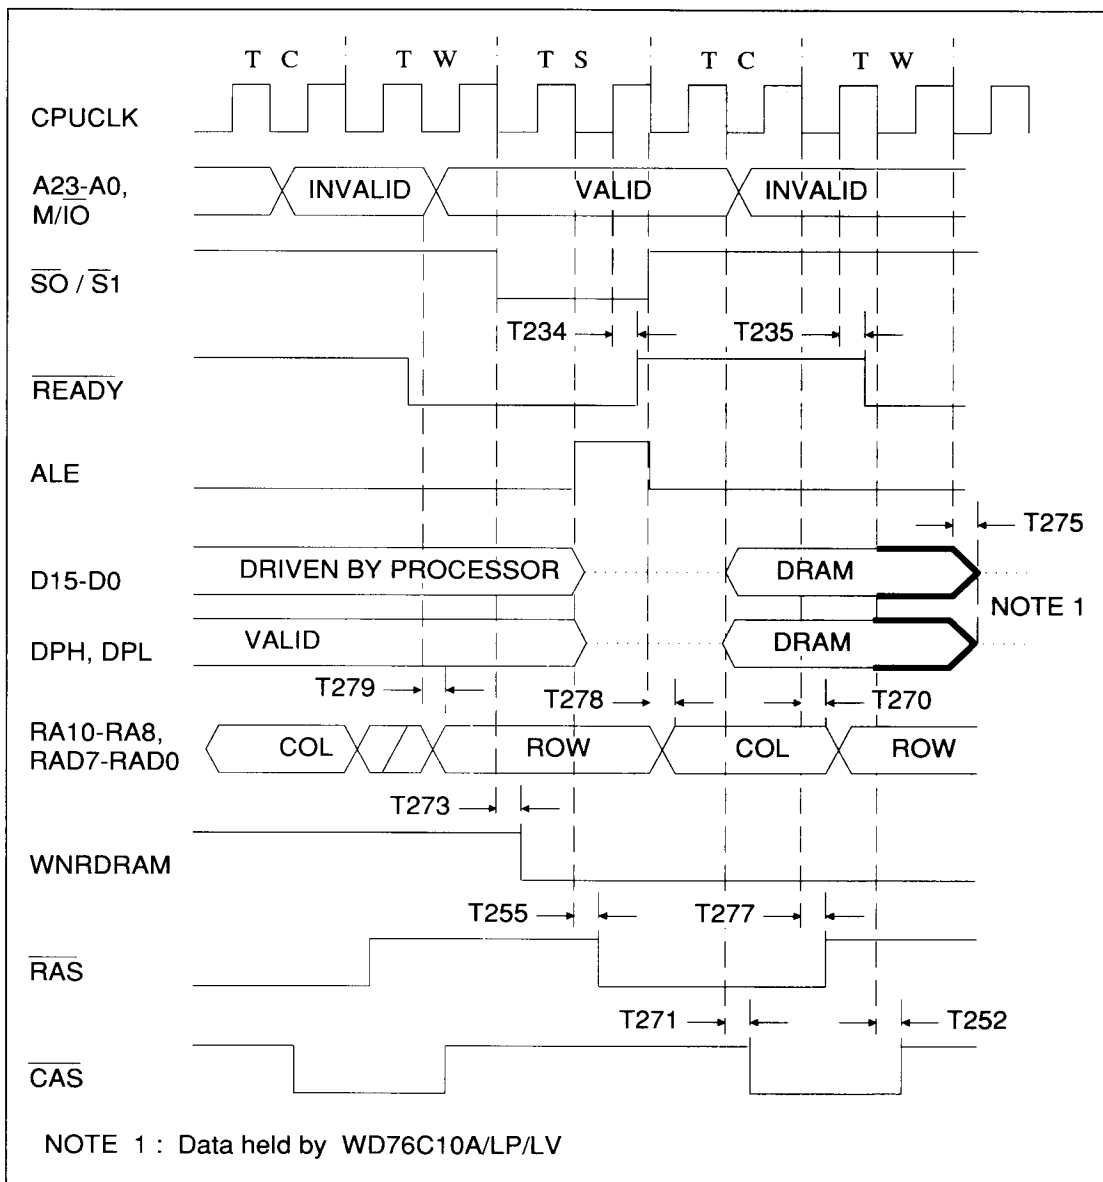 T C T W T S T C T W
CPUCLK
A23-A0,
M/IO
INVALID VALID INVALID
SO / S1
T234 T235
READY
ALE
T275
D15-D0
DRIVEN BY PROCESSOR DRAM
NOTE 1
DPH, DPL
VALID DRAM
T279 T278 T270
RA10-RA8,
RAD7-RAD0
COL ROW COL ROW
T273
WNRDRAM
T255 T277
RAS
T271 T252
CAS
NOTE 1 : Data held by WD76C10A/LP/LV